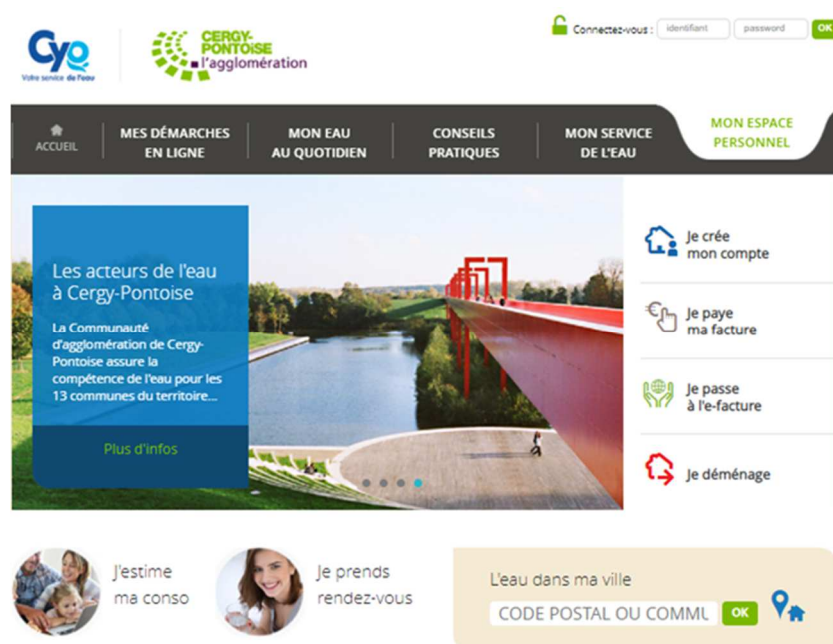 Cyo
Votre service de l'eau
CERGY-
PONTOISE
l'agglomération
Connectez-vous :
identifiant
password
OK
ACCUEIL
MES DÉMARCHES
EN LIGNE
MON EAU
AU QUOTIDIEN
CONSEILS
PRATIQUES
MON SERVICE
DE L'EAU
MON ESPACE
PERSONNEL
Les acteurs de l'eau
à Cergy-Pontoise
La Communauté
d'agglomération de Cergy-
Pontoise assure la
compétence de l'eau pour les
13 communes du territoire...
Plus d'infos
Je crée
mon compte
Je paye
ma facture
Je passe
à l'e-facture
Je déménage
J'estime
ma conso
Je prends
rendez-vous
L'eau dans ma ville
CODE POSTAL OU COMMU
OK